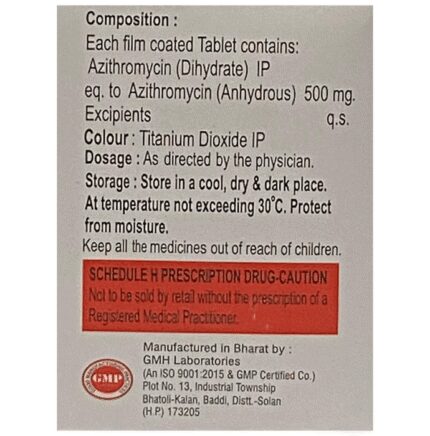 Composition :
Each film coated Tablet contains:
Azithromycin (Dihydrate) IP
eq. to Azithromycin (Anhydrous) 500 mg.
Excipients q.s.
Colour : Titanium Dioxide IP
Dosage : As directed by the physician.
Storage : Store in a cool, dry & dark place.
At temperature not exceeding 30°C. Protect
from moisture.
Keep all the medicines out of reach of children.
SCHEDULE H PRESCRIPTION DRUG-CAUTION
Not to be sold by retail without the prescription of a
Registered Medical Practitioner.
Manufactured in Bharat by :
GMH Laboratories
(An ISO 9001:2015 & GMP Certified Co.)
Plot No. 13, Industrial Township
Bhatoli-Kalan, Baddi, Distt.-Solan
(H.P.) 173205
GMP